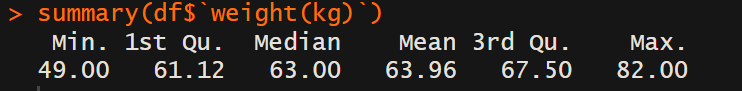 > summary(df$`weight(kg)`)
Min. 1st Qu. Median Mean 3rd Qu. Max.
49.00 61.12 63.00 63.96 67.50 82.00